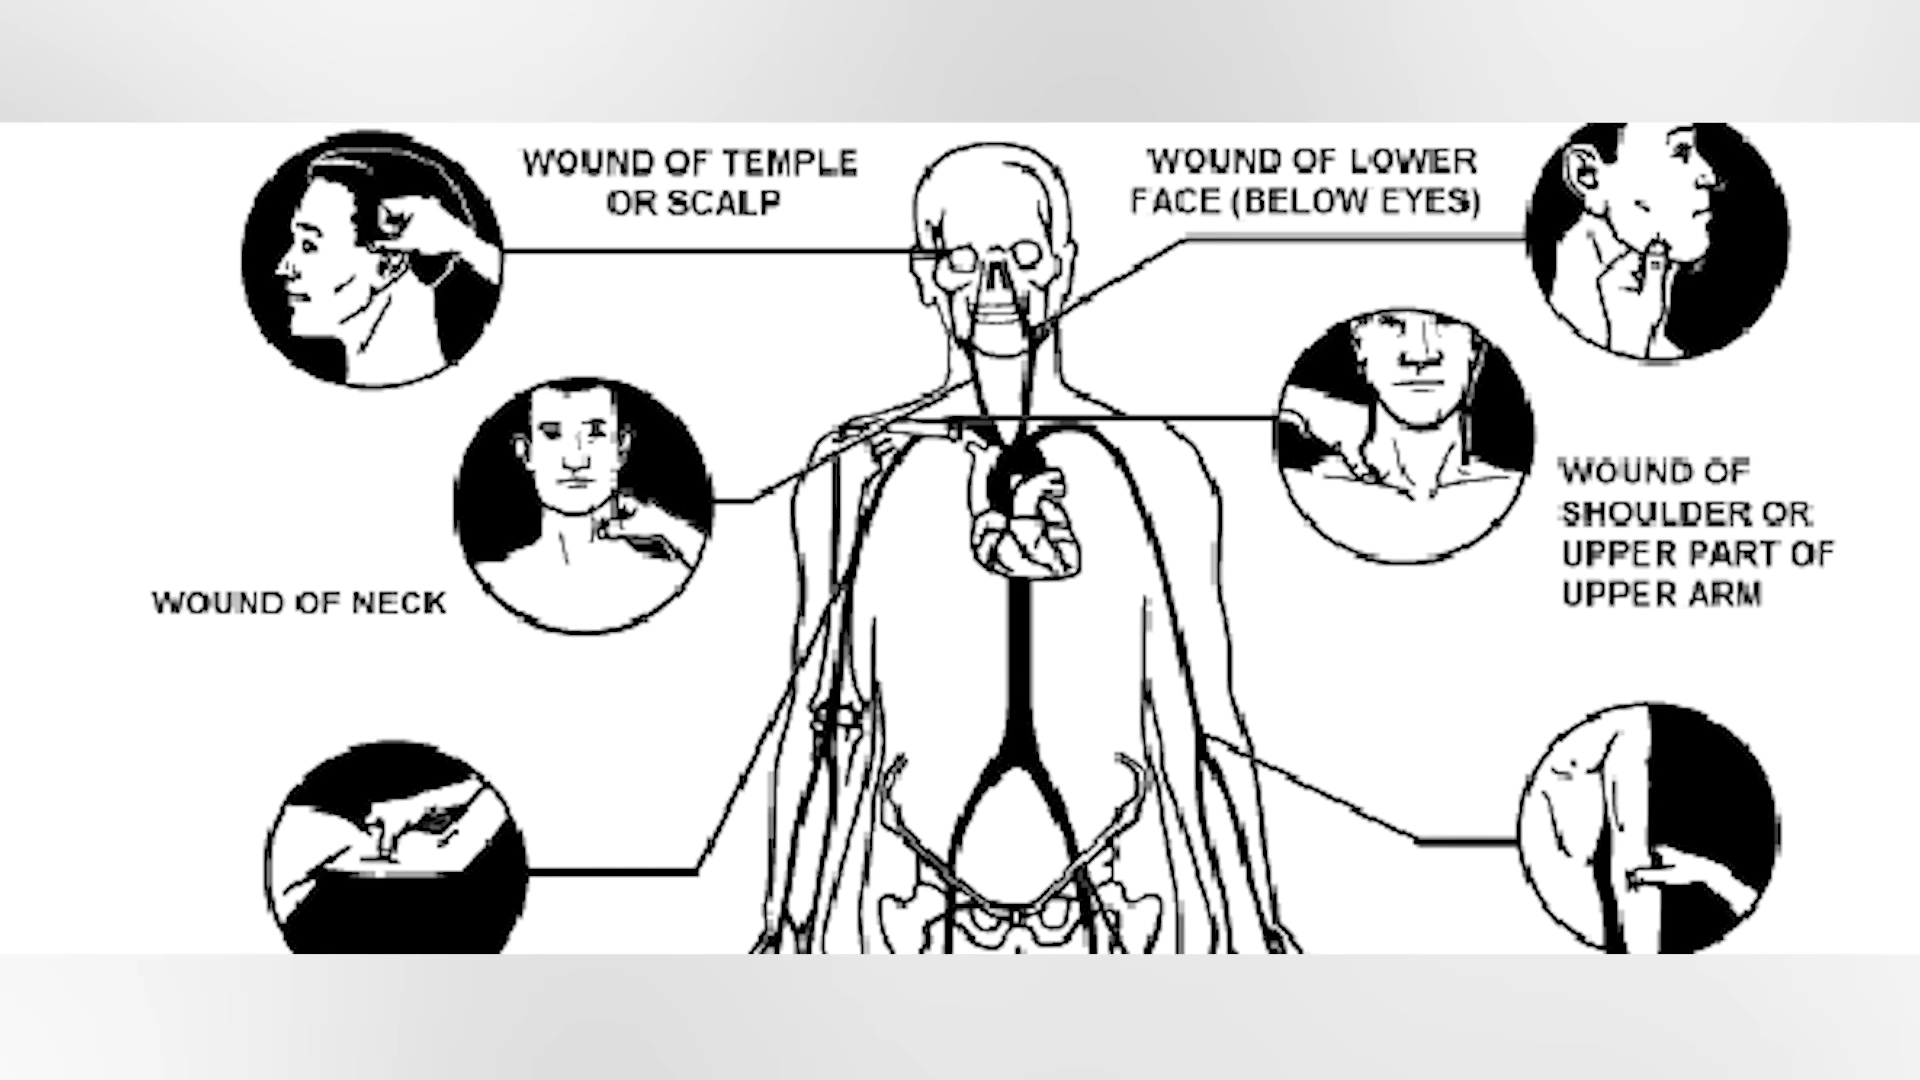 WOUND OF TEMPLE
OR SCALP
WOUND OF LOWER
FACE (BELOW EYES)
WOUND OF NECK
WOUND OF
SHOULDER OR
UPPER PART OF
UPPER ARM